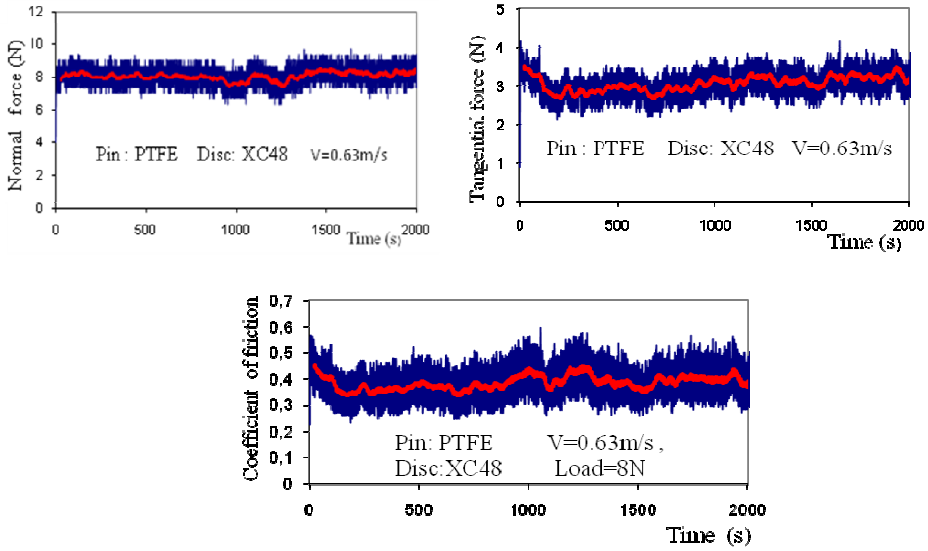 12
10
8
6
4
2
0
Normal force (N)
Pin : PTFE Disc: XC48 V=0.63m/s
0 500 1000 1500 2000
Time (s)
5
4
3
2
1
0
Tangential force (N)
Pin : PTFE Disc: XC48 V=0.63m/s
0 500 1000 1500 2000
Time (s)
0,7
0,6
0,5
0,4
0,3
0,2
0,1
0
Coefficient of friction
Pin: PTFE V=0.63m/s ,
Disc:XC48 Load=8N
0 500 1000 1500 2000
Time (s)